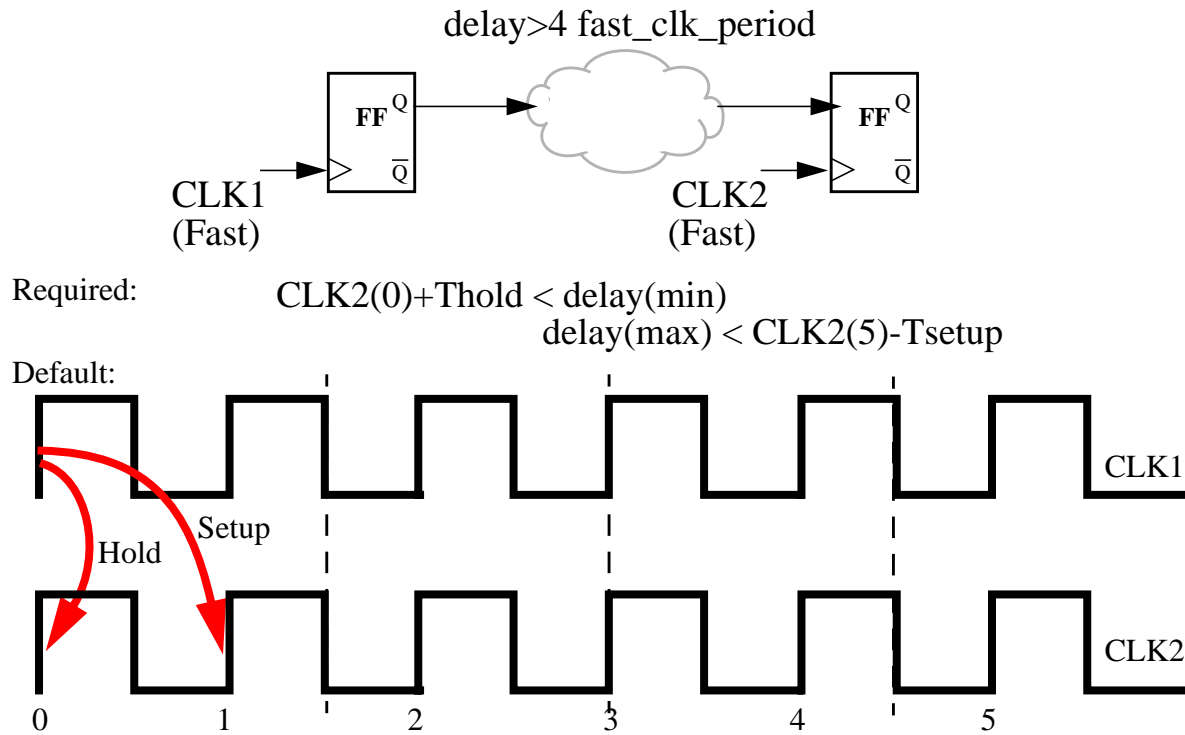 delay>4 fast_clk_period
FF Q
Q̅
FF Q
Q̅
CLK1
(Fast)
CLK2
(Fast)
Required:
CLK2(0)+Thold < delay(min)
delay(max) < CLK2(5)-Tsetup
Default:
CLK1
Setup
Hold
CLK2
0 1 2 3 4 5